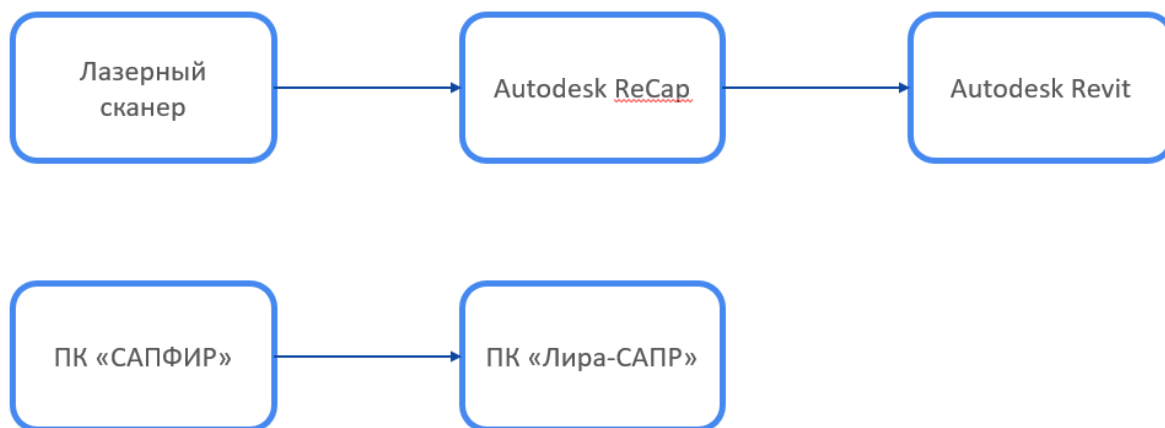 Лазерный
сканер
Autodesk ReCap
Autodesk Revit
ПК «САПФИР»
ПК «Лира-САПР»